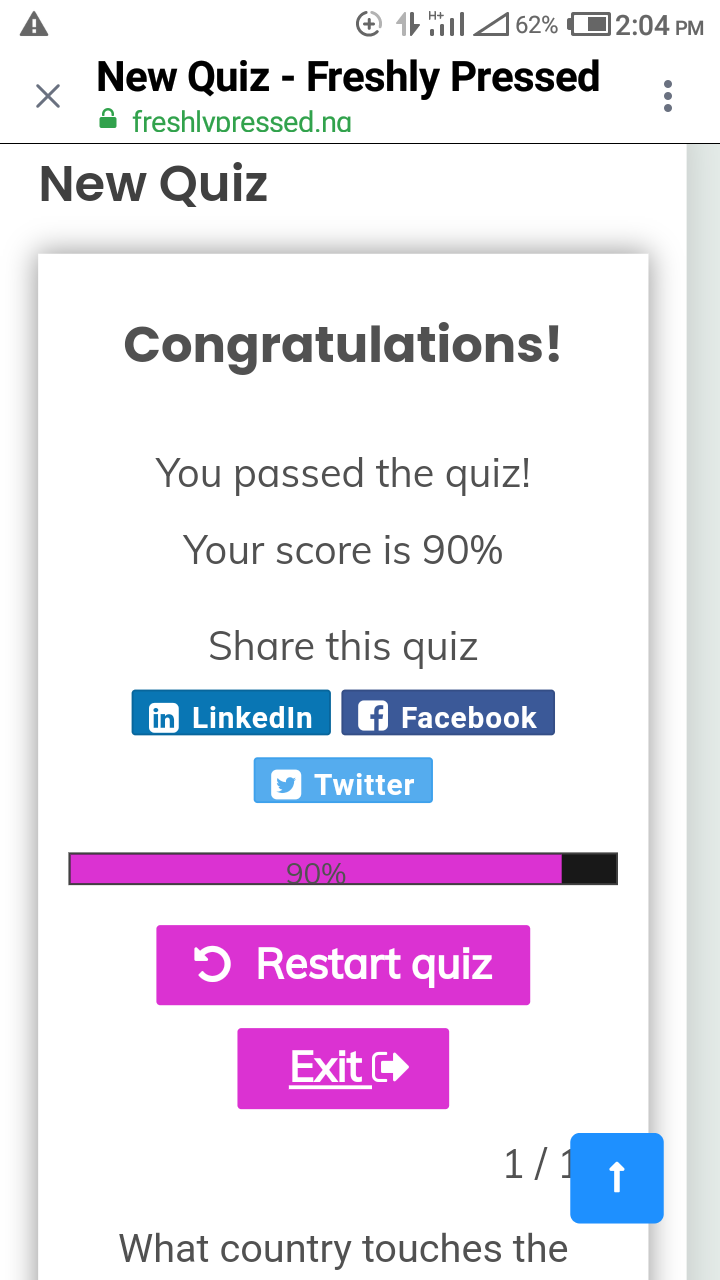 H+ 62% 2:04 PM
New Quiz - Freshly Pressed
freshlypressed.ng
New Quiz
Congratulations!
You passed the quiz!
Your score is 90%
Share this quiz
LinkedIn Facebook
Twitter
90%
Restart quiz
Exit
1 / 1
What country touches the